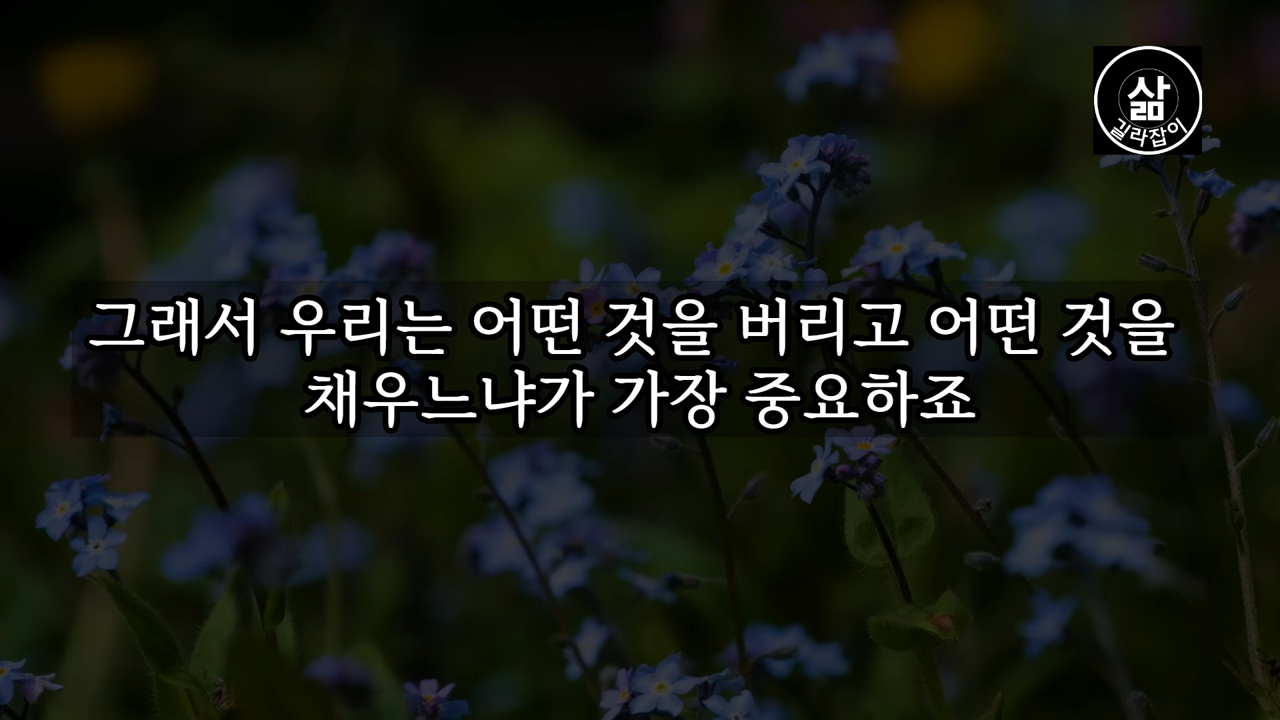 삶
길라잡이
그래서 우리는 어떤 것을 버리고 어떤 것을
채우느냐가 가장 중요하죠